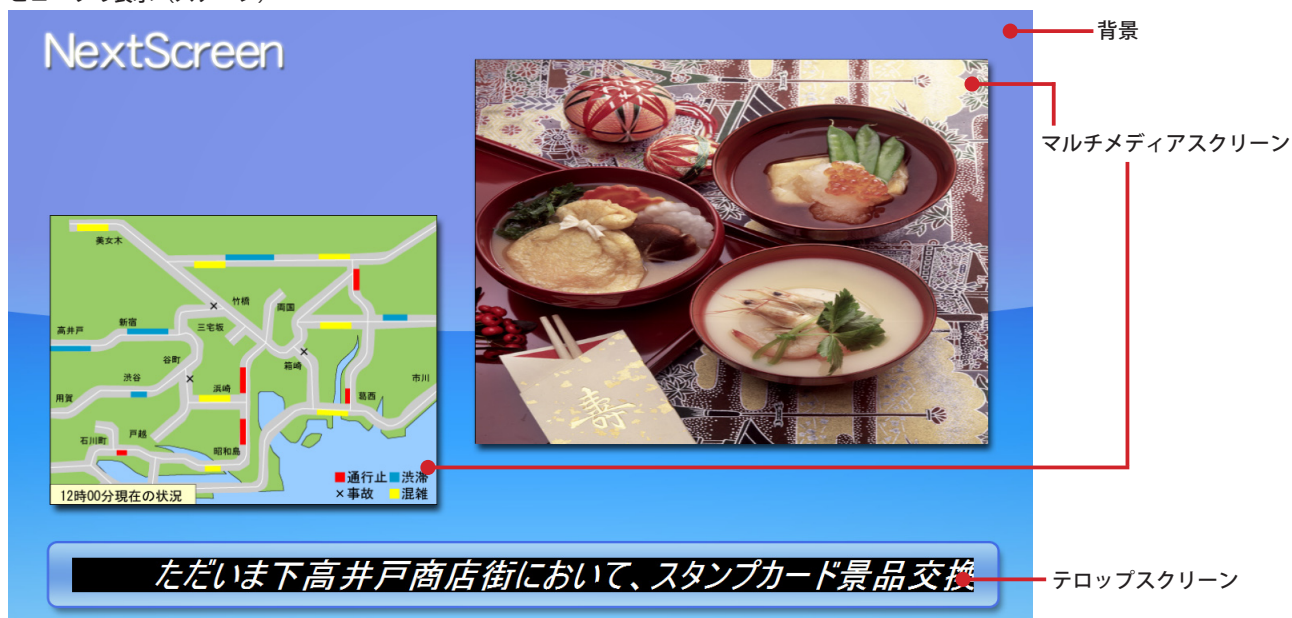 NextScreen
背景
マルチメディアスクリーン
美女木
竹橋
両国
新宿
三宅坂
高井戸
谷町
箱崎
渋谷
浜崎
市川
用賀
葛西
戸越
石川町
昭和島
通行止 渋滞
×事故 混雑
12時00分現在の状況
寿
ただいま下高井戸商店街において、スタンプカード景品交換
テロップスクリーン